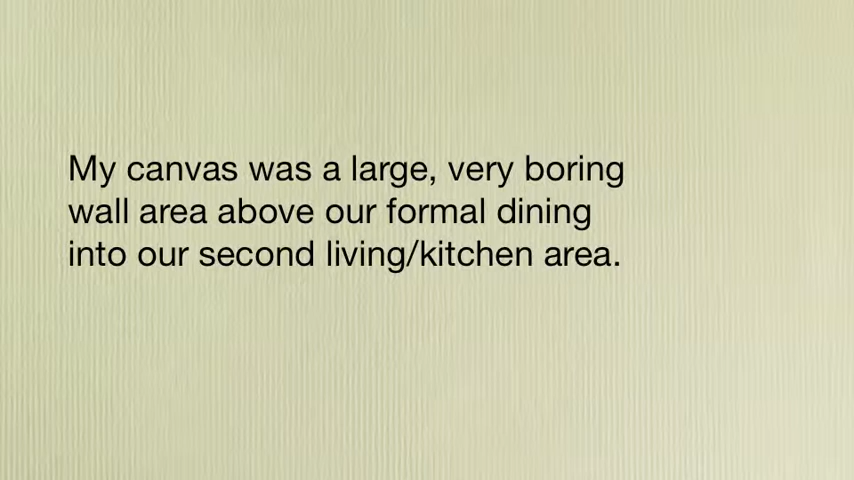 My canvas was a large, very boring
wall area above our formal dining
into our second living/kitchen area.